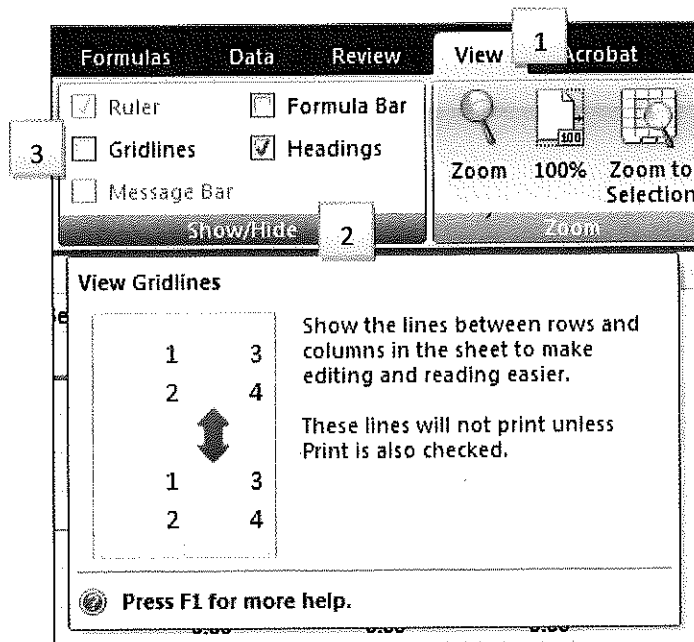 Formulas Data Review View 1 Acrobat
Ruler Formula Bar
3 Gridlines Headings
Message Bar
Zoom 100% Zoom to Selection
Show/Hide 2 Zoom
View Gridlines
1 3
2 4
1 3
2 4
Show the lines between rows and
columns in the sheet to make
editing and reading easier.
These lines will not print unless
Print is also checked.
Press F1 for more help.